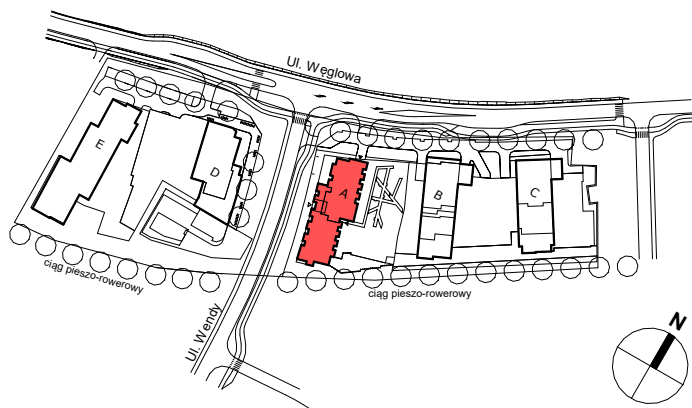 Ul. Węglowa
E
D
A
B
C
ciąg pieszo-rowerowy
ciąg pieszo-rowerowy
Ul. Wendy
N